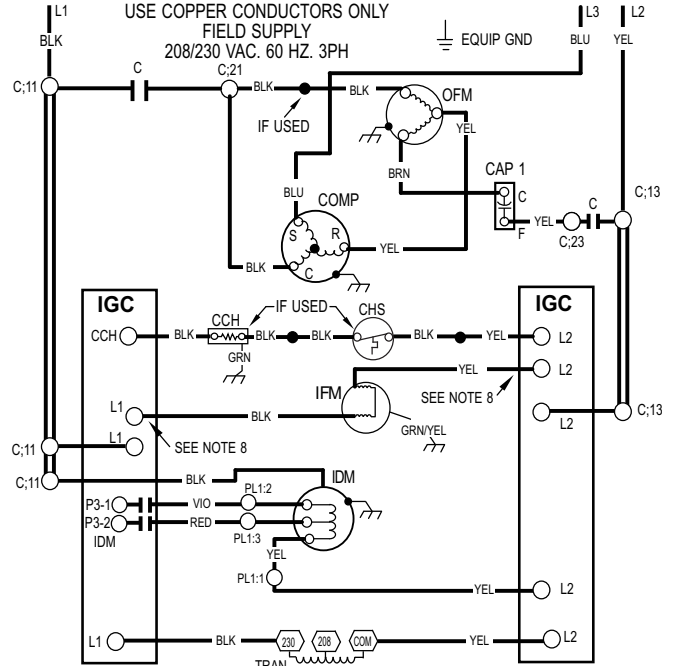 L1
BLK
USE COPPER CONDUCTORS ONLY
FIELD SUPPLY
208/230 VAC. 60 HZ. 3PH
EQUIP GND
L3
BLU
L2
YEL
C;11
C
C;21
BLK
BLK
IF USED
OFM
YEL
BRN
CAP 1
C
F
YEL
C;23
C
C;13
BLU
COMP
S
R
C
YEL
BLK
IGC
IGC
CCH
BLK
CCH
GRN
BLK
IF USED
BLK
CHS
BLK
YEL
L2
YEL
L2
SEE NOTE 8
IFM
GRN/YEL
L1
BLK
SEE NOTE 8
L2
C;13
C;11
L1
C;11
BLK
IDM
P3-1
VIO
PL1:2
P3-2
RED
PL1:3
IDM
YEL
PL1:1
YEL
L2
L1
BLK
230
208
COM
YEL
L2
TRAN